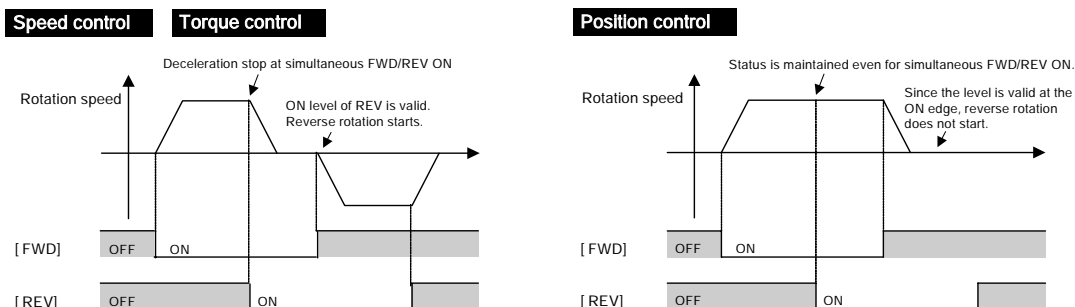 Speed control
Torque control
Deceleration stop at simultaneous FWD/REV ON
Rotation speed
ON level of REV is valid.
Reverse rotation starts.
[FWD]
OFF
ON
[REV]
OFF
ON
Position control
Status is maintained even for simultaneous FWD/REV ON.
Rotation speed
Since the level is valid at the
ON edge, reverse rotation
does not start.
[FWD]
OFF
ON
[REV]
OFF
ON